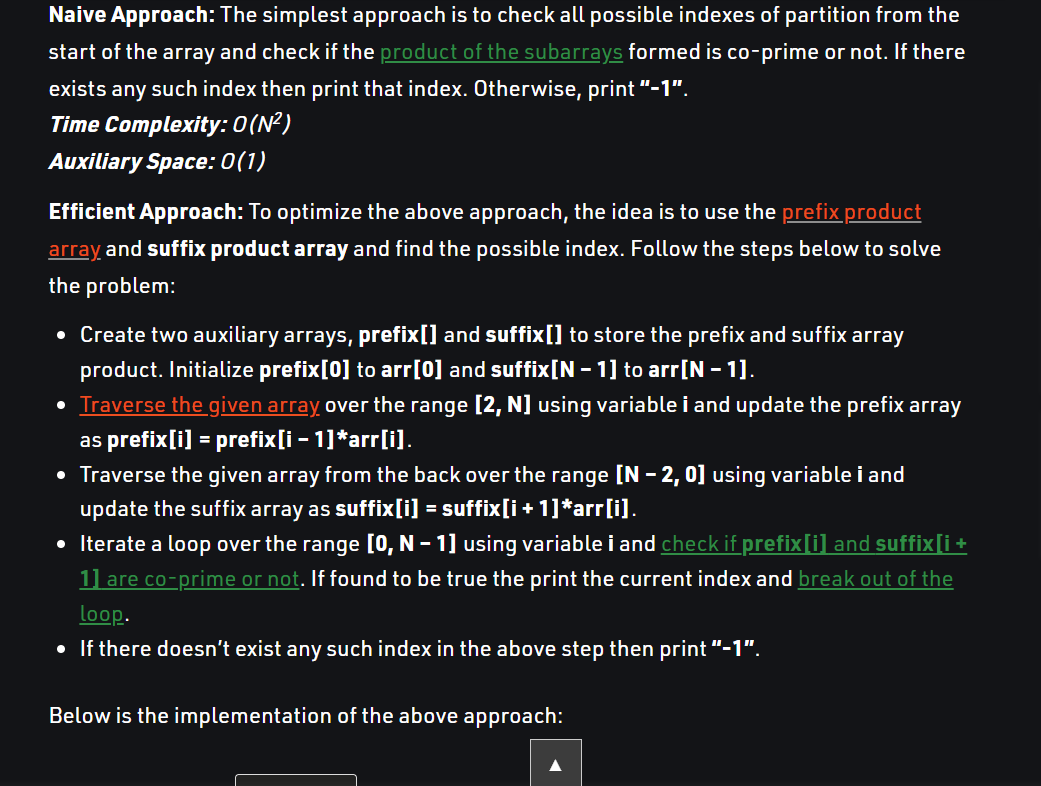 Naive Approach: The simplest approach is to check all possible indexes of partition from the
start of the array and check if the product of the subarrays formed is co-prime or not. If there
exists any such index then print that index. Otherwise, print “-1”.
Time Complexity: O(N²)
Auxiliary Space: O(1)
Efficient Approach: To optimize the above approach, the idea is to use the prefix product
array and suffix product array and find the possible index. Follow the steps below to solve
the problem:
• Create two auxiliary arrays, prefix[] and suffix[] to store the prefix and suffix array
product. Initialize prefix[0] to arr[0] and suffix[N – 1] to arr[N – 1].
• Traverse the given array over the range [2, N] using variable i and update the prefix array
as prefix[i] = prefix[i – 1]*arr[i].
• Traverse the given array from the back over the range [N – 2, 0] using variable i and
update the suffix array as suffix[i] = suffix[i + 1]*arr[i].
• Iterate a loop over the range [0, N – 1] using variable i and check if prefix[i] and suffix[i +
1] are co-prime or not. If found to be true the print the current index and break out of the
loop.
• If there doesn’t exist any such index in the above step then print “-1”.
Below is the implementation of the above approach: